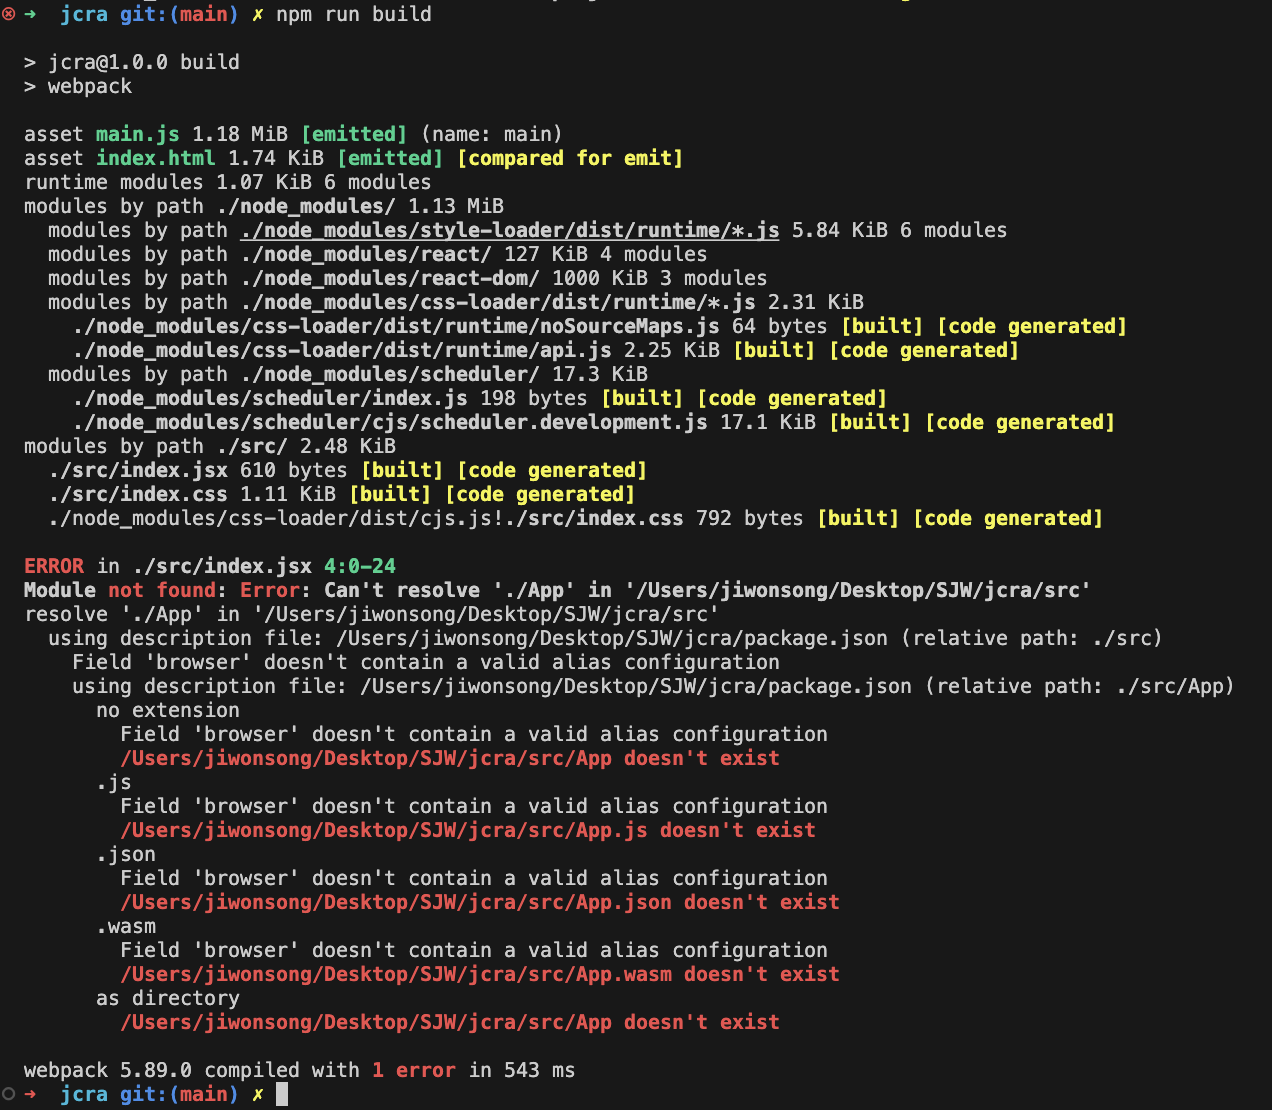 → jcra git:(main) ✗ npm run build
> jcra@1.0.0 build
> webpack
asset main.js 1.18 MiB [emitted] (name: main)
asset index.html 1.74 KiB [emitted] [compared for emit]
runtime modules 1.07 KiB 6 modules
modules by path ./node_modules/ 1.13 MiB
modules by path ./node_modules/style-loader/dist/runtime/*.js 5.84 KiB 6 modules
modules by path ./node_modules/react/ 127 KiB 4 modules
modules by path ./node_modules/react-dom/ 1000 KiB 3 modules
modules by path ./node_modules/css-loader/dist/runtime/*.js 2.31 KiB
./node_modules/css-loader/dist/runtime/noSourceMaps.js 64 bytes [built] [code generated]
./node_modules/css-loader/dist/runtime/api.js 2.25 KiB [built] [code generated]
modules by path ./node_modules/scheduler/ 17.3 KiB
./node_modules/scheduler/index.js 198 bytes [built] [code generated]
./node_modules/scheduler/cjs/scheduler.development.js 17.1 KiB [built] [code generated]
modules by path ./src/ 2.48 KiB
./src/index.jsx 610 bytes [built] [code generated]
./src/index.css 1.11 KiB [built] [code generated]
./node_modules/css-loader/dist/cjs.js!./src/index.css 792 bytes [built] [code generated]
ERROR in ./src/index.jsx 4:0-24
Module not found: Error: Can't resolve './App' in '/Users/jiwonsong/Desktop/SJW/jcra/src'
resolve './App' in '/Users/jiwonsong/Desktop/SJW/jcra/src'
using description file: /Users/jiwonsong/Desktop/SJW/jcra/package.json (relative path: ./src)
Field 'browser' doesn't contain a valid alias configuration
using description file: /Users/jiwonsong/Desktop/SJW/jcra/package.json (relative path: ./src/App)
no extension
Field 'browser' doesn't contain a valid alias configuration
/Users/jiwonsong/Desktop/SJW/jcra/src/App doesn't exist
.js
Field 'browser' doesn't contain a valid alias configuration
/Users/jiwonsong/Desktop/SJW/jcra/src/App.js doesn't exist
.json
Field 'browser' doesn't contain a valid alias configuration
/Users/jiwonsong/Desktop/SJW/jcra/src/App.json doesn't exist
.wasm
Field 'browser' doesn't contain a valid alias configuration
/Users/jiwonsong/Desktop/SJW/jcra/src/App.wasm doesn't exist
as directory
/Users/jiwonsong/Desktop/SJW/jcra/src/App doesn't exist
webpack 5.89.0 compiled with 1 error in 543 ms
→ jcra git:(main) ✗